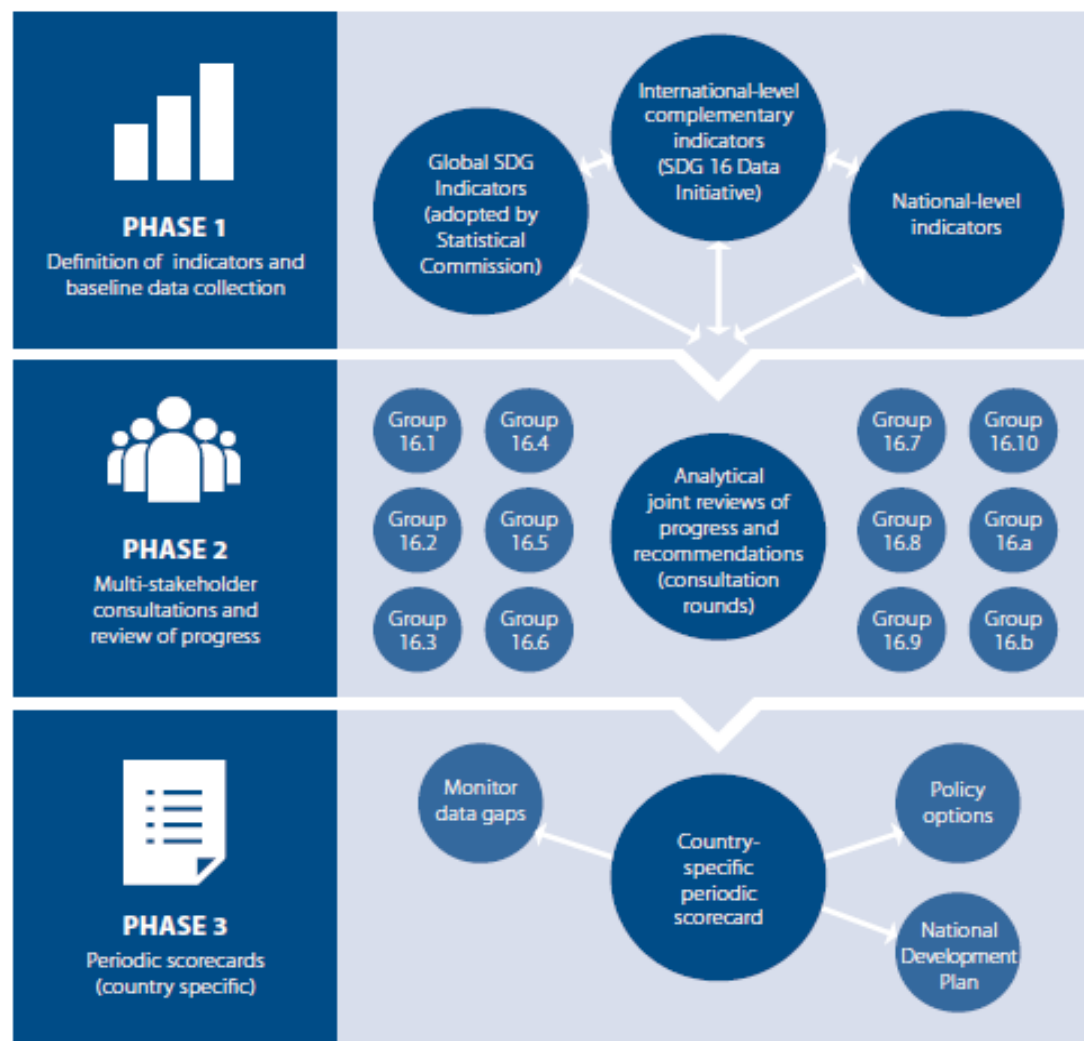 PHASE 1
Definition of indicators and
baseline data collection
Global SDG
Indicators
(adopted by
Statistical
Commission)
International-level
complementary
indicators
(SDG 16 Data
Initiative)
National-level
indicators
PHASE 2
Multi-stakeholder
consultations and
review of progress
Group
16.1
Group
16.4
Group
16.2
Group
16.5
Group
16.3
Group
16.6
Analytical
joint reviews of
progress and
recommendations
(consultation
rounds)
Group
16.7
Group
16.10
Group
16.8
Group
16.a
Group
16.9
Group
16.b
PHASE 3
Periodic scorecards
(country specific)
Monitor
data gaps
Country-
specific
periodic
scorecard
Policy
options
National
Development
Plan